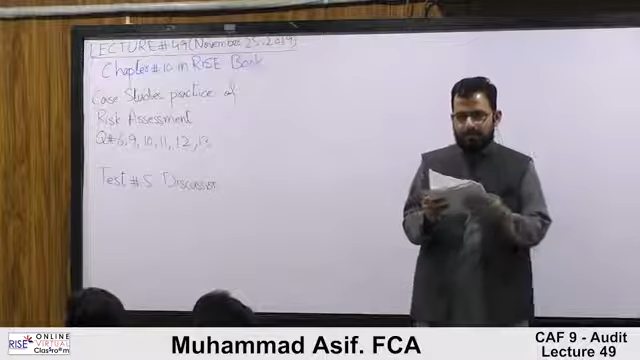 LECTURE #49 (November 25, 2019)
Chapter #10 in RISE Book
Case Studies practice of
Risk Assessment
Q# 6, 9, 10, 11, 12, 13
Test #5 Discussion
RISE ONLINE
VIRTUAL
Classroom
Muhammad Asif. FCA
CAF 9 - Audit
Lecture 49